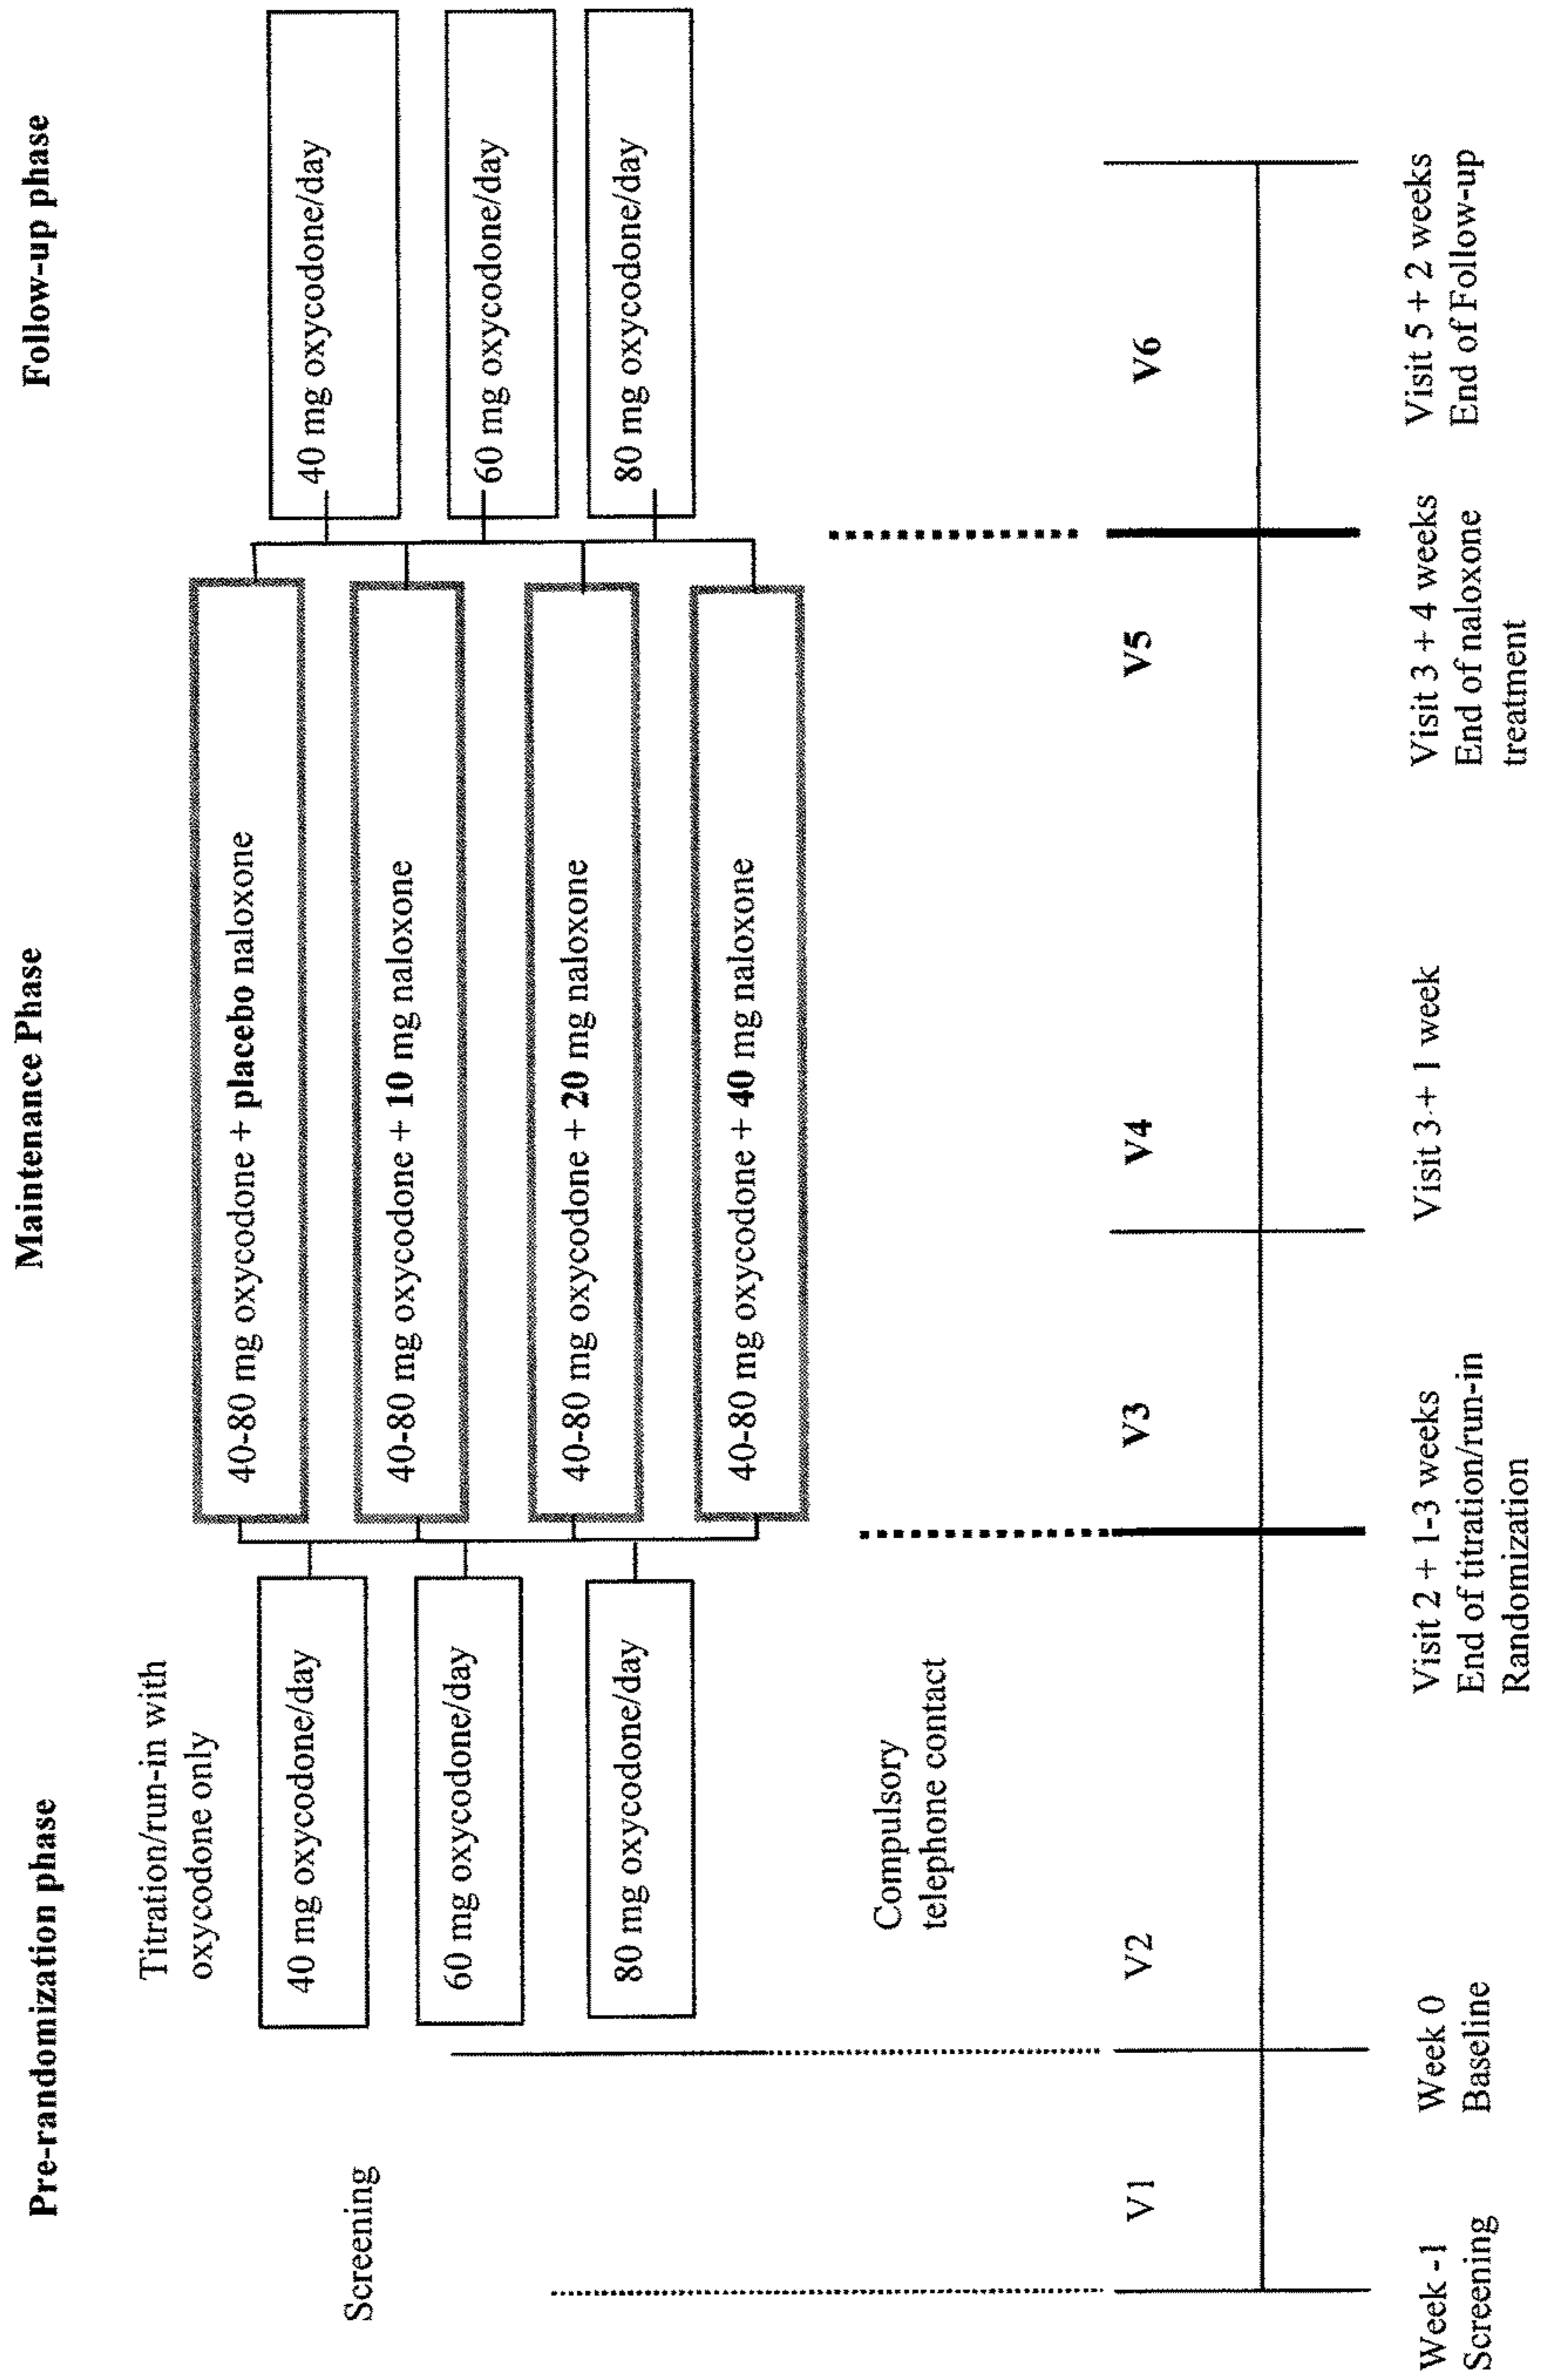 Pre-randomization phase
Maintenance Phase
Follow-up phase
Screening
Titration/run-in with
oxycodone only
40 mg oxycodone/day
60 mg oxycodone/day
80 mg oxycodone/day
Compulsory
telephone contact
40-80 mg oxycodone + placebo naloxone
40-80 mg oxycodone + 10 mg naloxone
40-80 mg oxycodone + 20 mg naloxone
40-80 mg oxycodone + 40 mg naloxone
40 mg oxycodone/day
60 mg oxycodone/day
80 mg oxycodone/day
V1
V2
V3
V4
V5
V6
Week -1
Screening
Week 0
Baseline
Visit 2 + 1-3 weeks
End of titration/run-in
Randomization
Visit 3 + 1 week
Visit 3 + 4 weeks
End of naloxone
treatment
Visit 5 + 2 weeks
End of Follow-up